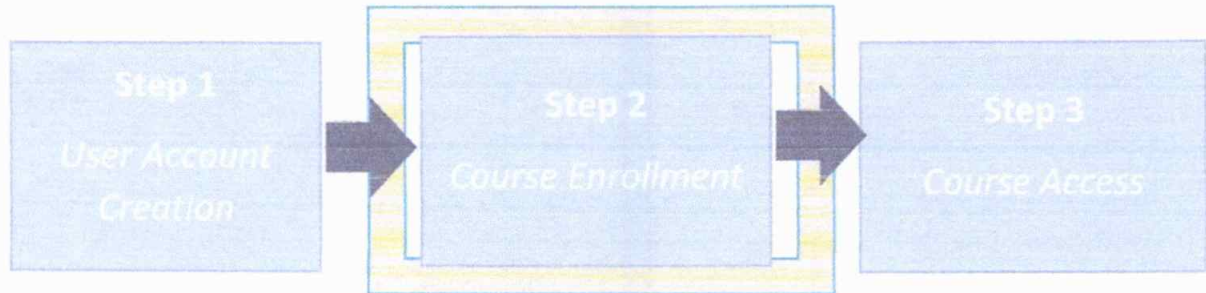 Step 1
User Account
Creation
Step 2
Course Enrollment
Step 3
Course Access